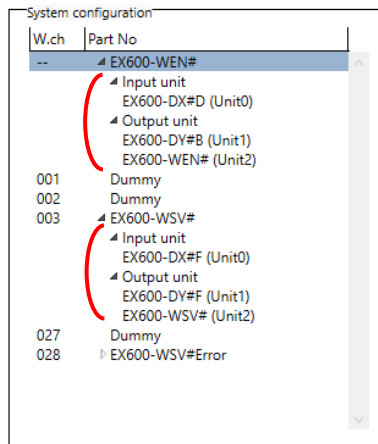 System configuration
W.ch Part No
-- EX600-WEN#
Input unit
EX600-DX#D (Unit0)
Output unit
EX600-DY#B (Unit1)
EX600-WEN# (Unit2)
001 Dummy
002 Dummy
003 EX600-WSV#
Input unit
EX600-DX#F (Unit0)
Output unit
EX600-DY#F (Unit1)
EX600-WSV# (Unit2)
027 Dummy
028 EX600-WSV#Error